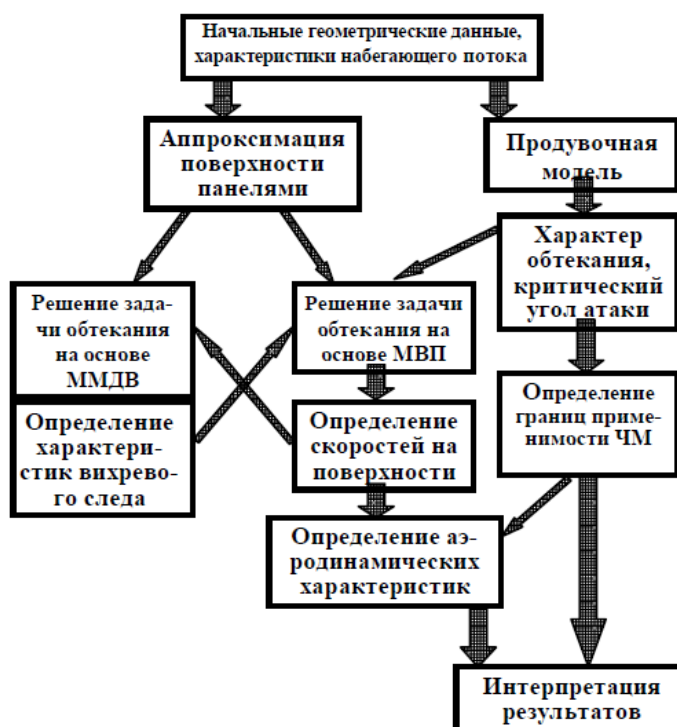 Начальные геометрические данные,
характеристики набегающего потока
Аппроксимация
поверхности
панелями
Продувочная
модель
Характер
обтекания,
критический
угол атаки
Решение зада-
чи обтекания
на основе
ММДВ
Решение задачи
обтекания на
основе МВП
Определение
характери-
стик вихрево-
го следа
Определение
скоростей на
поверхности
Определение
границ приме-
нимости ЧМ
Определение аэ-
родинамических
характеристик
Интерпретация
результатов